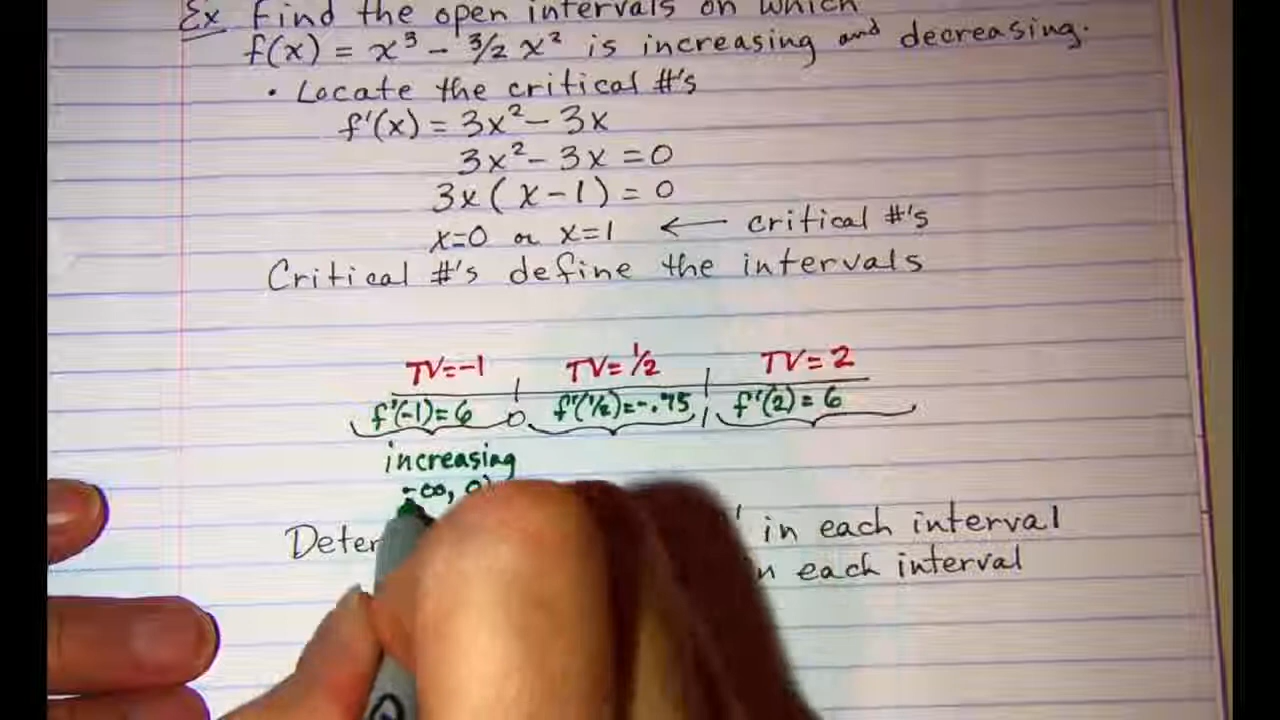 Ex Find the open intervals on which
f(x) = x³ - 3/2 x² is increasing and decreasing.
• Locate the critical #'s
f'(x) = 3x² - 3x
3x² - 3x = 0
3x(x-1) = 0
x=0 or x=1 ← critical #'s
Critical #'s define the intervals
TV=-1 TV=1/2 TV=2
f'(-1)=6 0 f'(1/2)=-.75 1 f'(2)=6
increasing
-∞, 0)
in each interval
in each interval